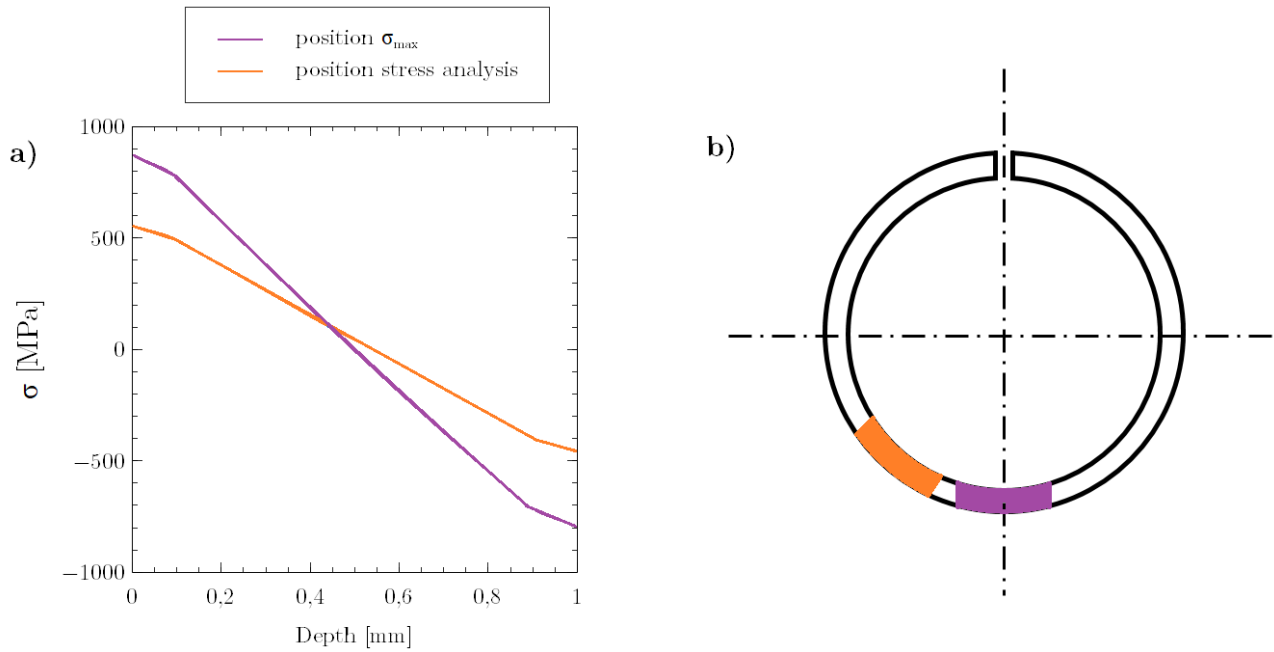 position σmax
position stress analysis
a)
b)
1000
500
0
−500
−1000
σ [MPa]
0
0,2
0,4
0,6
0,8
1
Depth [mm]